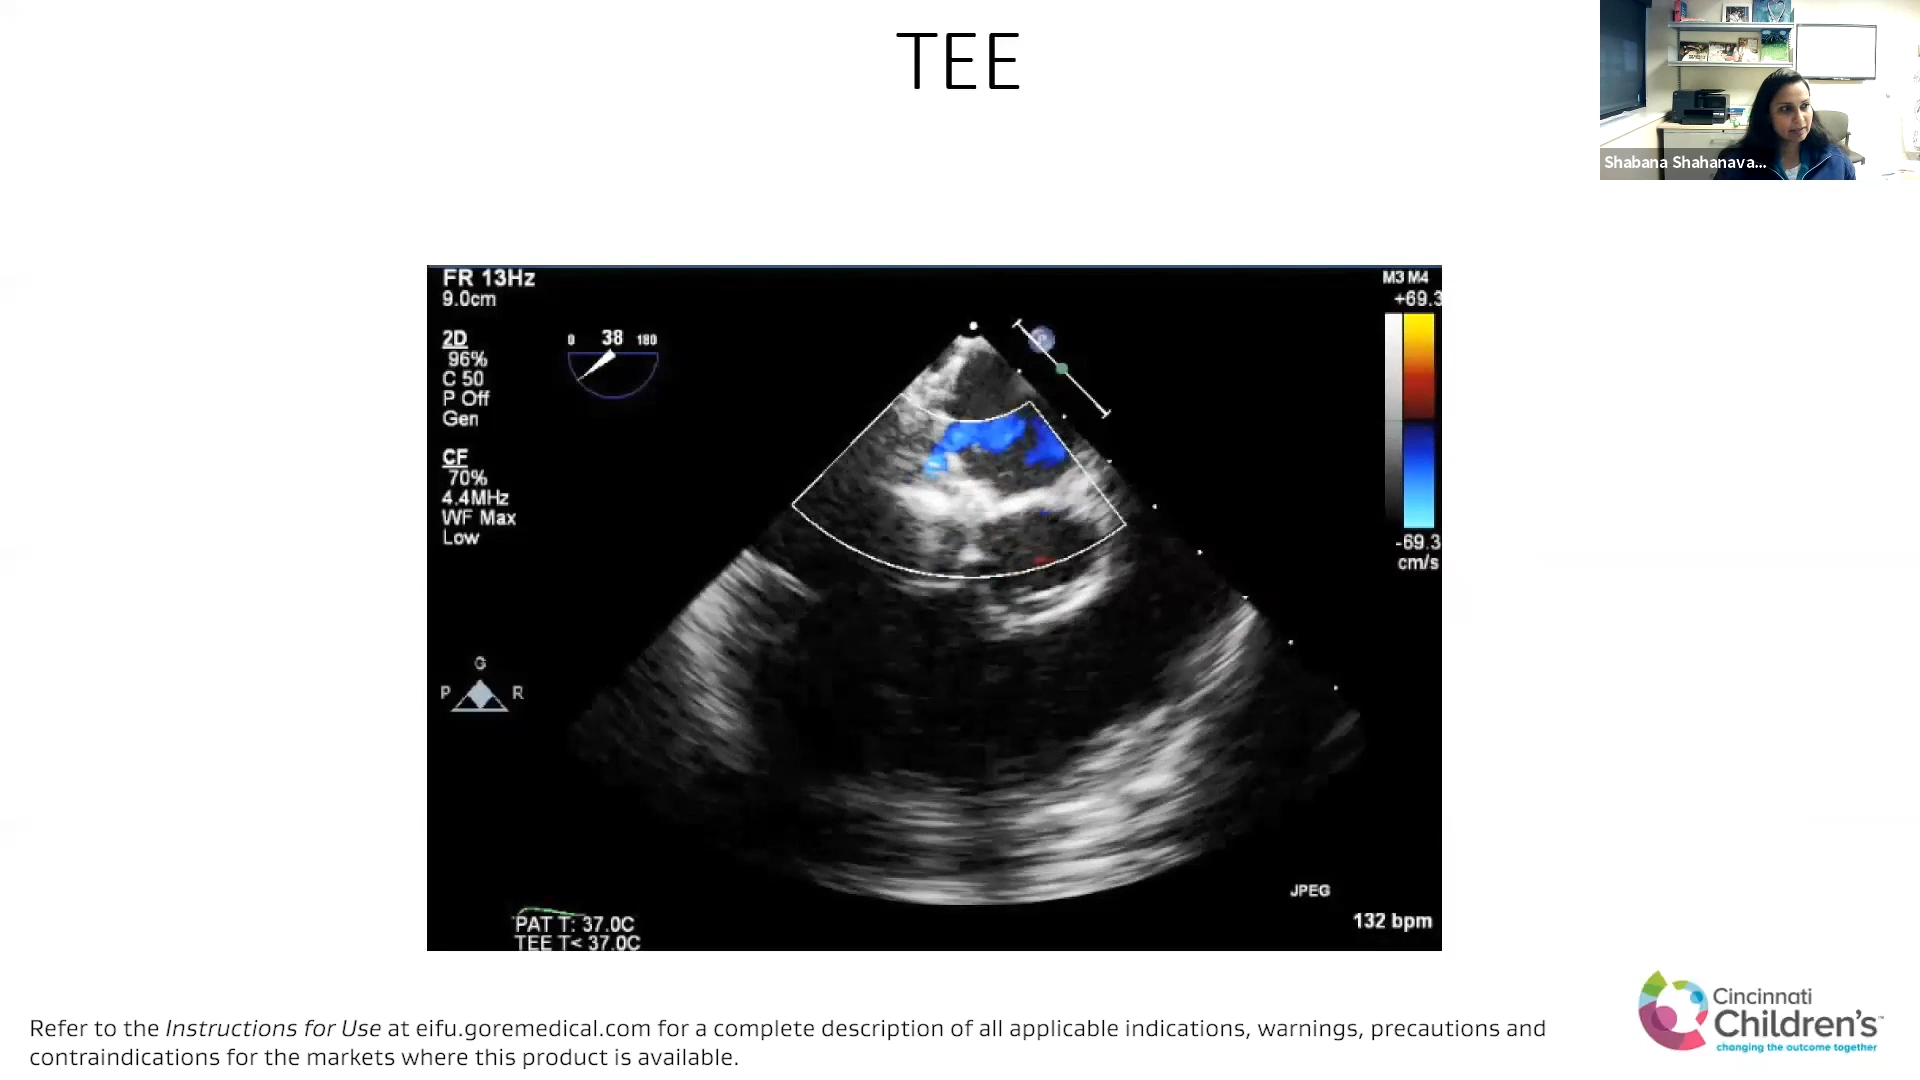 TEE
Shabana Shahanava...
FR 13Hz
9.0cm
2D
96%
C 50
P Off
Gen
CF
70%
4.4MHz
WF Max
Low
0 38 180
P
M3 M4
+69.3
-69.3
cm/s
G
P R
PAT T: 37.0C
TEE T< 37.0C
JPEG
132 bpm
Refer to the Instructions for Use at eifu.goremedical.com for a complete description of all applicable indications, warnings, precautions and
contraindications for the markets where this product is available.
Cincinnati
Children's™
changing the outcome together